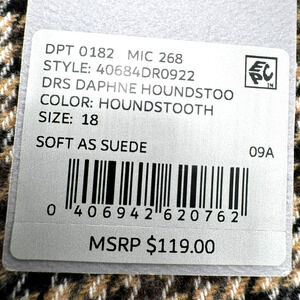 DPT 0182 MIC 268
STYLE: 40684DR0922
DRS DAPHNE HOUNDSTOO
COLOR: HOUNDSTOOTH
SIZE: 18
SOFT AS SUEDE 09A
0 406942 620762
MSRP $119.00